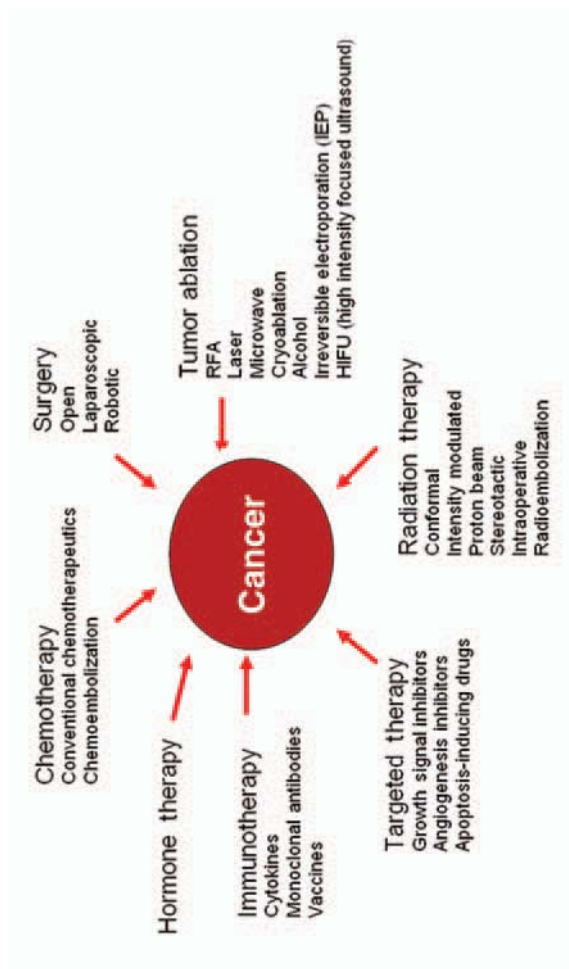 Chemotherapy
Conventional chemotherapeutics
Chemoembolization
Surgery
Open
Laparoscopic
Robotic
Hormone therapy
Cancer
Tumor ablation
RFA
Laser
Microwave
Cryoablation
Alcohol
Irreversible electroporation (IEP)
HIFU (high intensity focused ultrasound)
Immunotherapy
Cytokines
Monoclonal antibodies
Vaccines
Targeted therapy
Growth signal inhibitors
Angiogenesis inhibitors
Apoptosis-inducing drugs
Radiation therapy
Conformal
Intensity modulated
Proton beam
Stereotactic
Intraoperative
Radioembolization